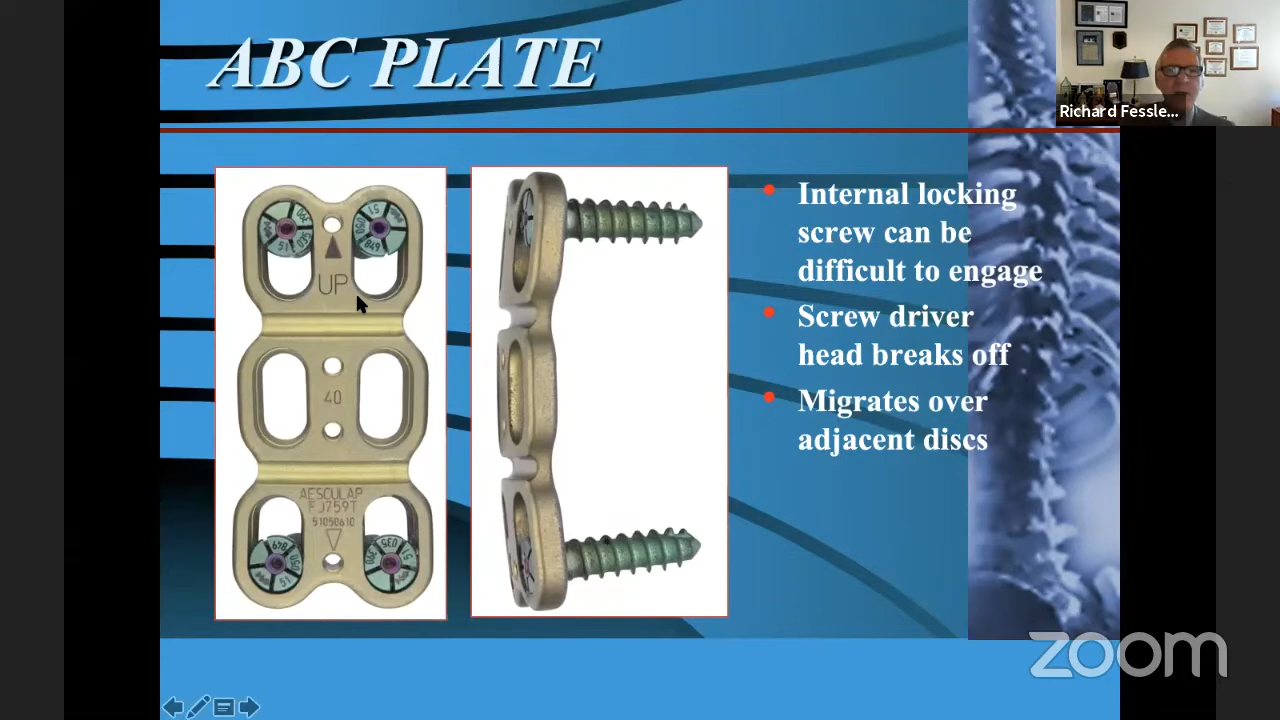 ABC PLATE
Richard Fessle...
Internal locking
screw can be
difficult to engage
Screw driver
head breaks off
Migrates over
adjacent discs
UP
40
AESCULAP
FJ759T
51050610
zoom